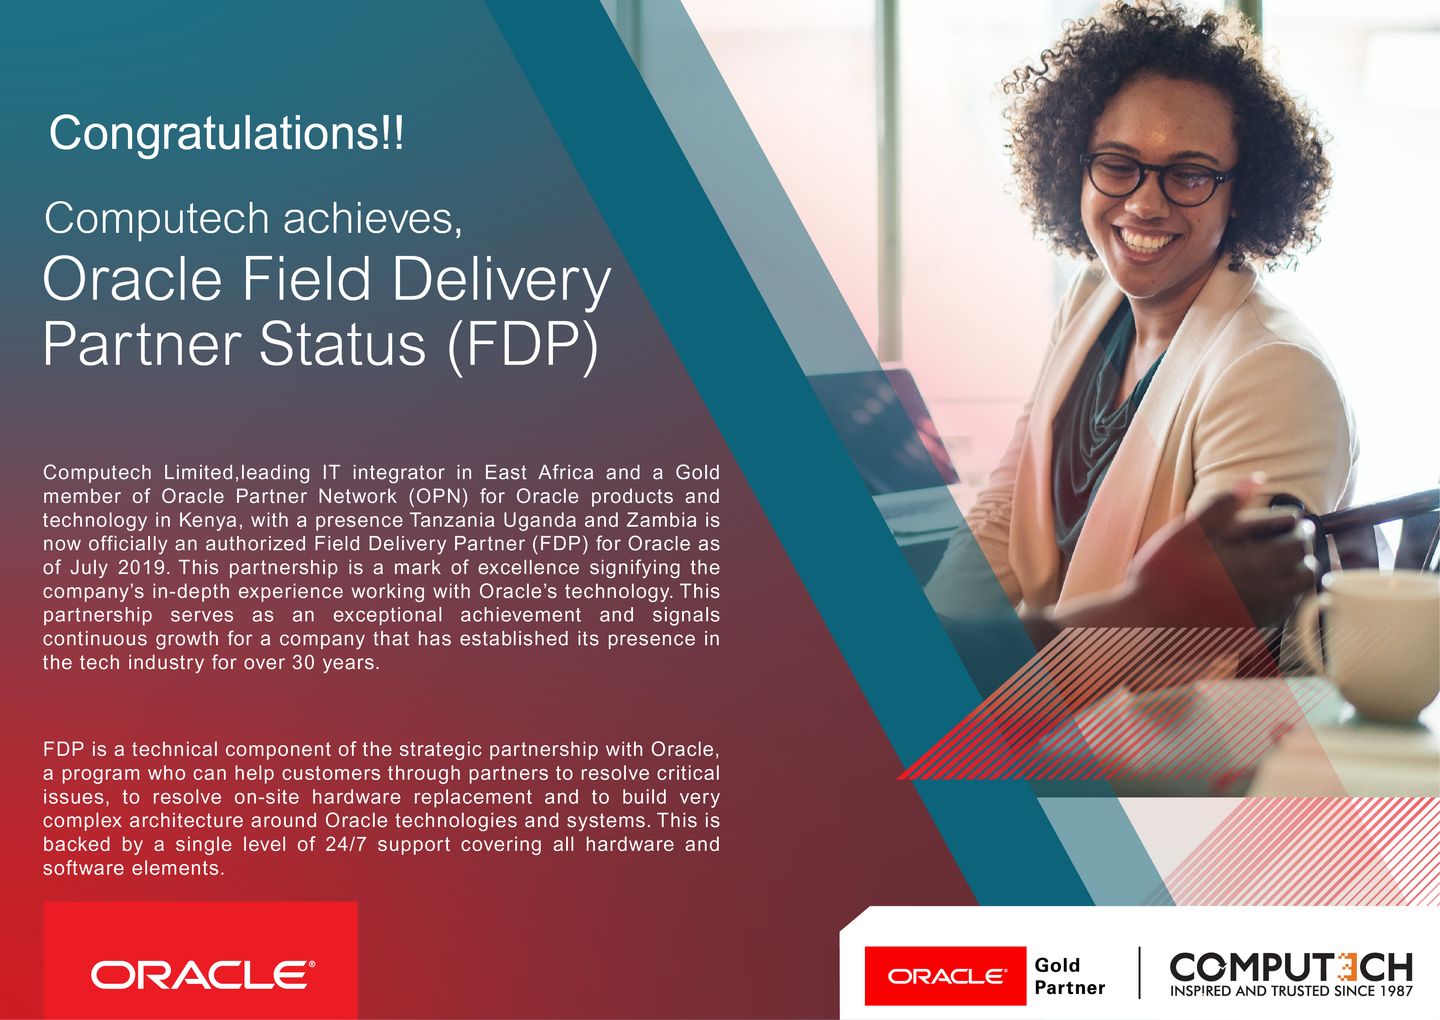 Congratulations!!
Computech achieves,
Oracle Field Delivery
Partner Status (FDP)
Computech Limited,leading IT integrator in East Africa and a Gold
member of Oracle Partner Network (OPN) for Oracle products and
technology in Kenya, with a presence Tanzania Uganda and Zambia is
now officially an authorized Field Delivery Partner (FDP) for Oracle as
of July 2019. This partnership is a mark of excellence signifying the
company's in-depth experience working with Oracle's technology. This
partnership serves as an exceptional achievement and signals
continuous growth for a company that has established its presence in
the tech industry for over 30 years.
FDP is a technical component of the strategic partnership with Oracle,
a program who can help customers through partners to resolve critical
issues, to resolve on-site hardware replacement and to build very
complex architecture around Oracle technologies and systems. This is
backed by a single level of 24/7 support covering all hardware and
software elements.
ORACLE®
ORACLE®
Gold
Partner
COMPUTECH
INSPIRED AND TRUSTED SINCE 1987